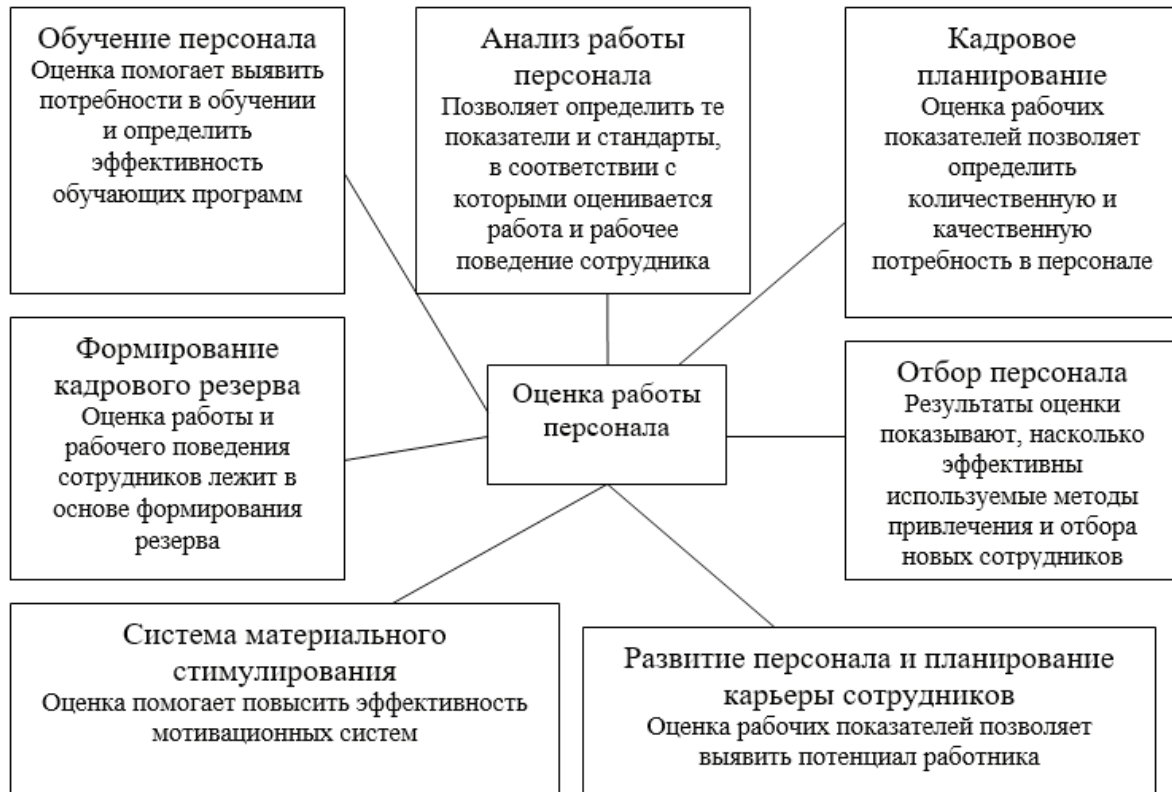 Обучение персонала
Оценка помогает выявить
потребности в обучении
и определить
эффективность
обучающих программ
Анализ работы
персонала
Позволяет определить те
показатели и стандарты,
в соответствии с
которыми оценивается
работа и рабочее
поведение сотрудника
Кадровое
планирование
Оценка рабочих
показателей позволяет
определить
количественную и
качественную
потребность в персонале
Формирование
кадрового резерва
Оценка работы и
рабочего поведения
сотрудников лежит в
основе формирования
резерва
Оценка работы
персонала
Отбор персонала
Результаты оценки
показывают, насколько
эффективны
используемые методы
привлечения и отбора
новых сотрудников
Система материального
стимулирования
Оценка помогает повысить эффективность
мотивационных систем
Развитие персонала и планирование
карьеры сотрудников
Оценка рабочих показателей позволяет
выявить потенциал работника